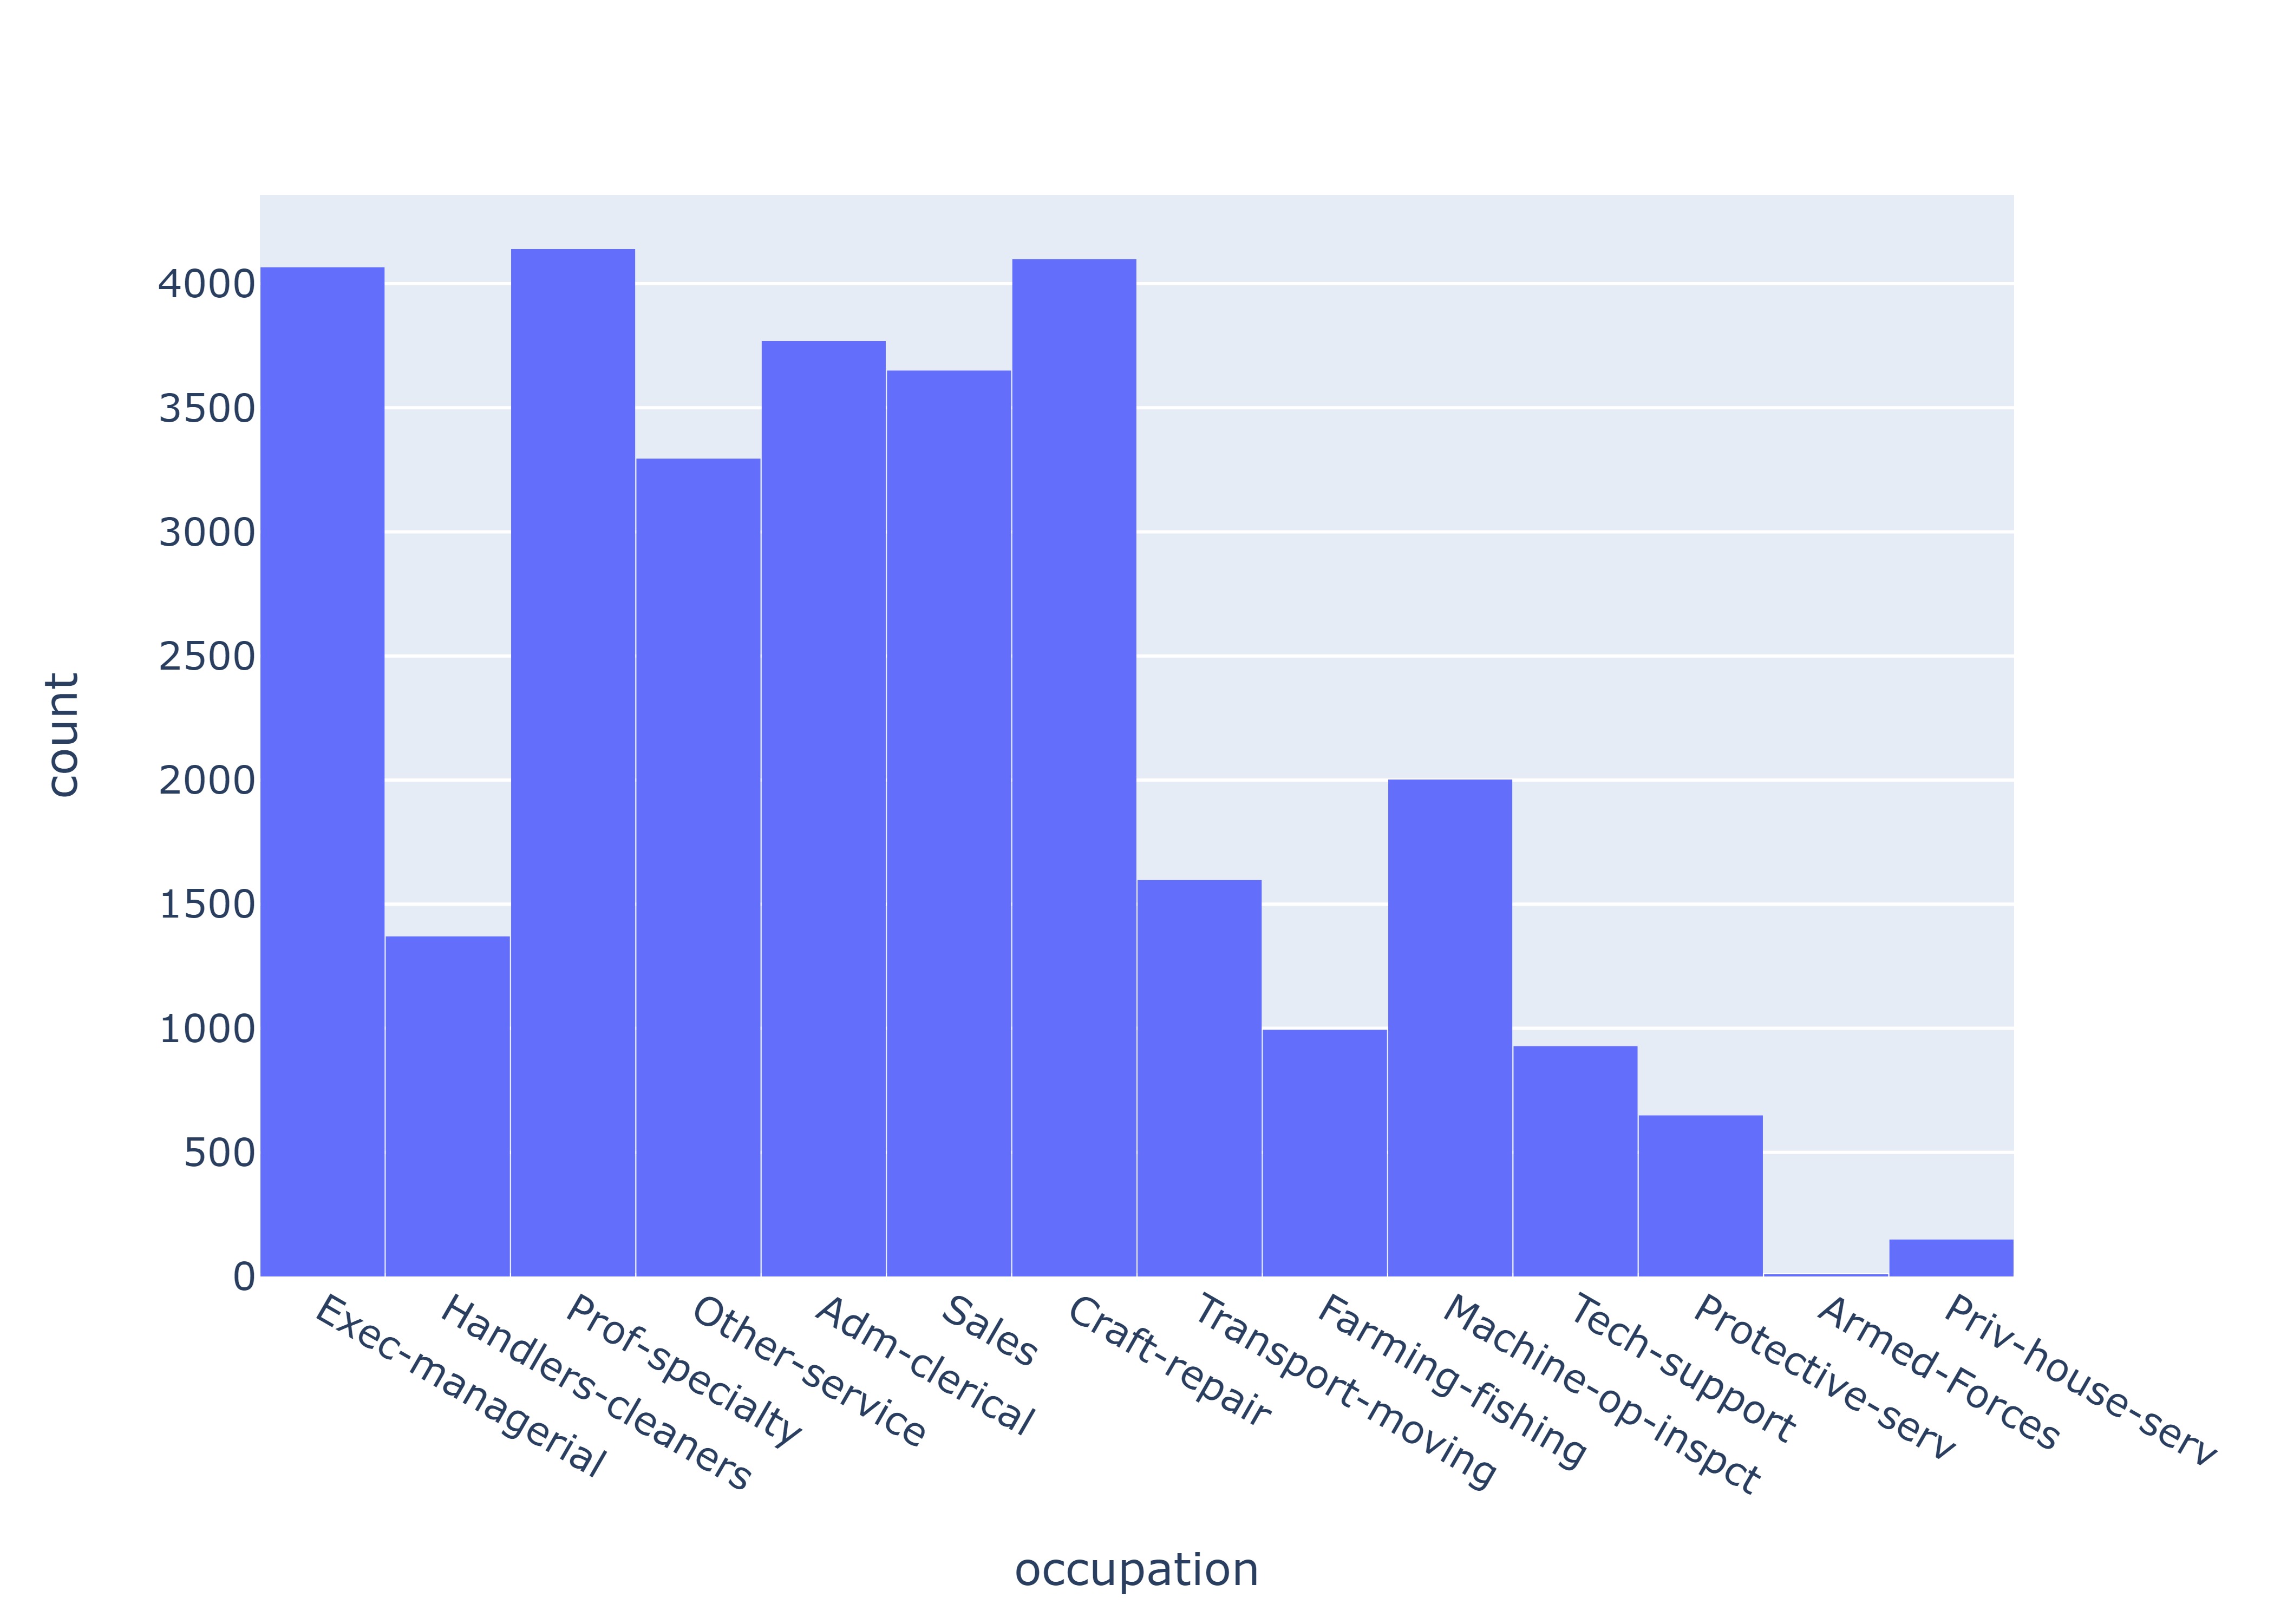 4000
3500
3000
2500
2000
1500
1000
500
0
count
Exec-managerial
Handlers-cleaners
Prof-specialty
Other-service
Adm-clerical
Sales
Craft-repair
Transport-moving
Farming-fishing
Machine-op-inspct
Tech-support
Protective-serv
Armed-Forces
Priv-house-serv
occupation